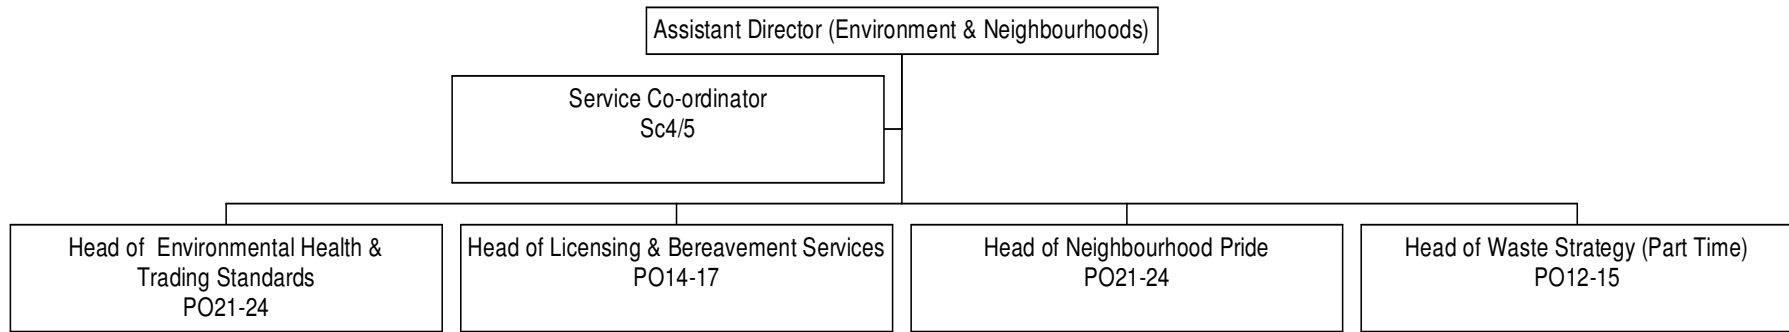 Assistant Director (Environment & Neighbourhoods)
Service Co-ordinator
Sc4/5
Head of Environmental Health &
Trading Standards
PO21-24
Head of Licensing & Bereavement Services
PO14-17
Head of Neighbourhood Pride
PO21-24
Head of Waste Strategy (Part Time)
PO12-15